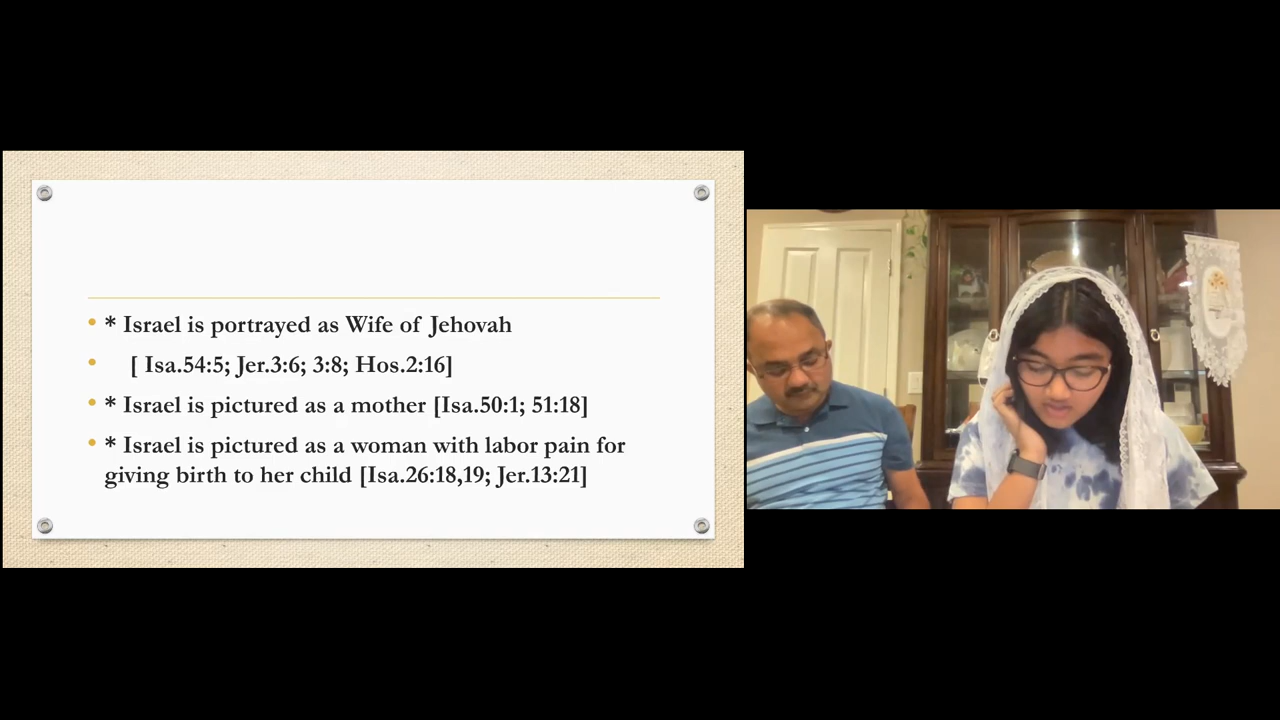 * Israel is portrayed as Wife of Jehovah
[ Isa.54:5; Jer.3:6; 3:8; Hos.2:16]
* Israel is pictured as a mother [Isa.50:1; 51:18]
* Israel is pictured as a woman with labor pain for
giving birth to her child [Isa.26:18,19; Jer.13:21]